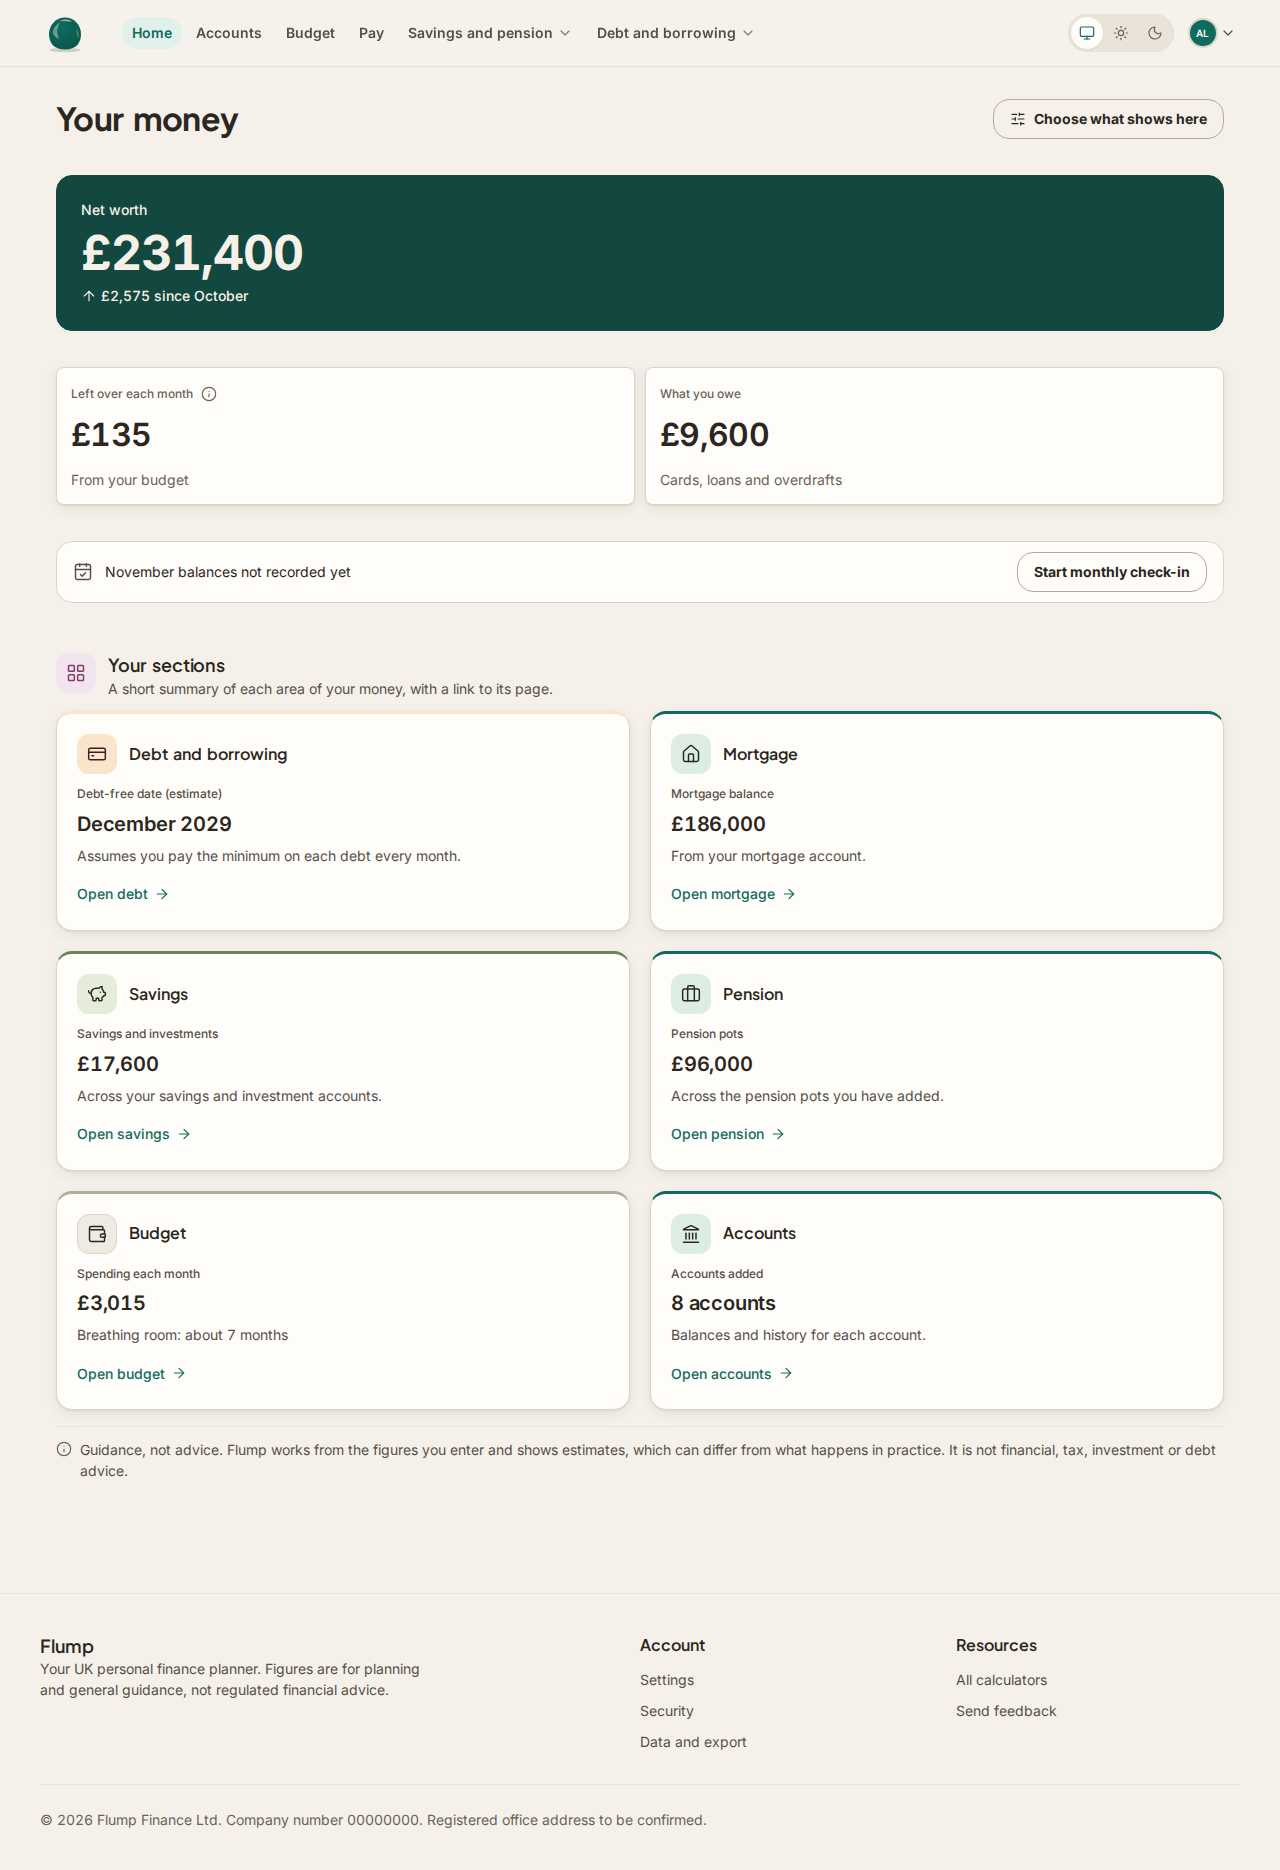 Home
Accounts
Budget
Pay
Savings and pension
Debt and borrowing
AL
Your money
Choose what shows here
Net worth
£231,400
£2,575 since October
Left over each month
£135
From your budget
What you owe
£9,600
Cards, loans and overdrafts
November balances not recorded yet
Start monthly check-in
Your sections
A short summary of each area of your money, with a link to its page.
Debt and borrowing
Debt-free date (estimate)
December 2029
Assumes you pay the minimum on each debt every month.
Open debt
Mortgage
Mortgage balance
£186,000
From your mortgage account.
Open mortgage
Savings
Savings and investments
£17,600
Across your savings and investment accounts.
Open savings
Pension
Pension pots
£96,000
Across the pension pots you have added.
Open pension
Budget
Spending each month
£3,015
Breathing room: about 7 months
Open budget
Accounts
Accounts added
8 accounts
Balances and history for each account.
Open accounts
Guidance, not advice. Flump works from the figures you enter and shows estimates, which can differ from what happens in practice. It is not financial, tax, investment or debt
advice.
Flump
Your UK personal finance planner. Figures are for planning
and general guidance, not regulated financial advice.
Account
Settings
Security
Data and export
Resources
All calculators
Send feedback
© 2026 Flump Finance Ltd. Company number 00000000. Registered office address to be confirmed.